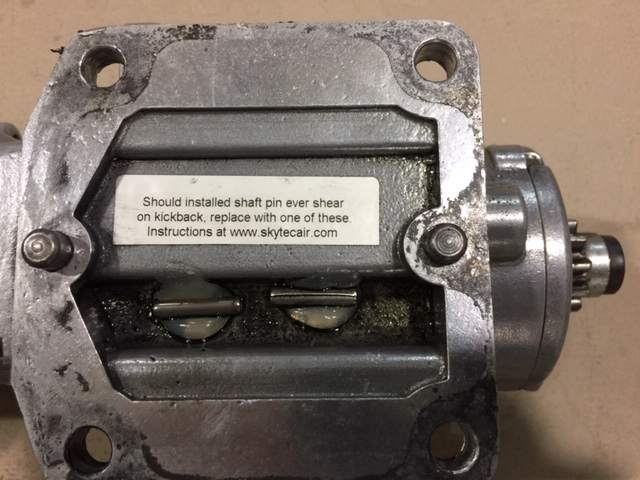 Should installed shaft pin ever shear
on kickback, replace with one of these.
Instructions at www.skytecair.com